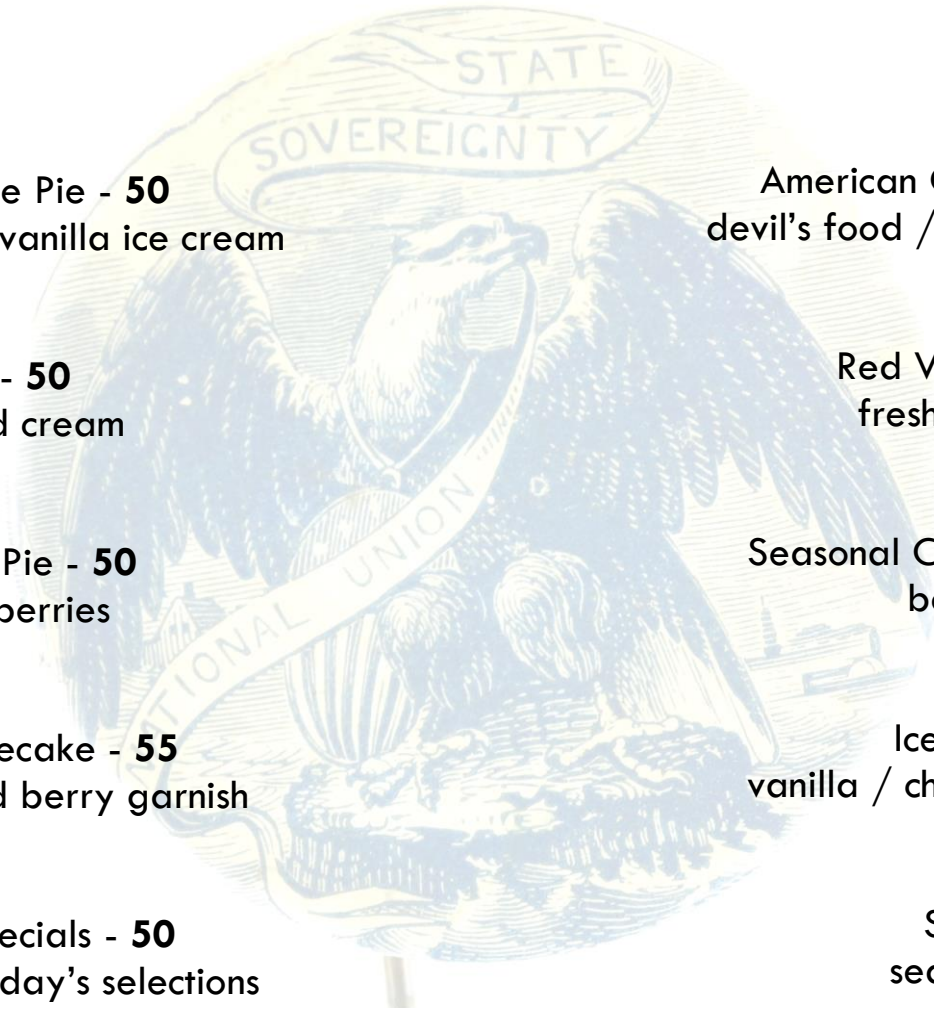 STATE
SOVEREIGNTY
NATIONAL UNION
e Pie - 50
vanilla ice cream
- 50
d cream
Pie - 50
berries
ecake - 55
d berry garnish
ecials - 50
day's selections
American
devil's food /
Red V
fresh
Seasonal C
be
Ice
vanilla / ch
S
sea